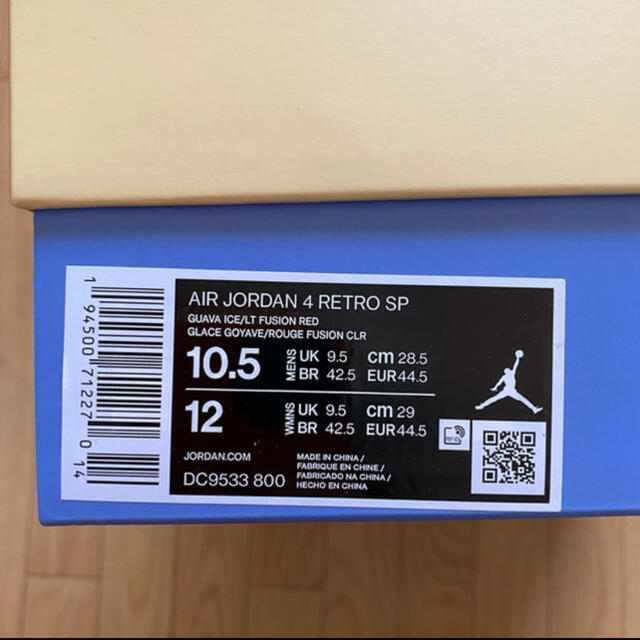 AIR JORDAN 4 RETRO SP
GUAVA ICE/LT FUSION RED
GLACE GOYAVE/ROUGE FUSION CLR
10.5 MENS UK 9.5 cm 28.5
BR 42.5 EUR 44.5
12 WMNS UK 9.5 cm 29
BR 42.5 EUR 44.5
JORDAN.COM
DC9533 800
MADE IN CHINA /
FABRIQUE EN CHINE /
FABRICADO NA CHINA /
HECHO EN CHINA
1 94500 71227 0 14